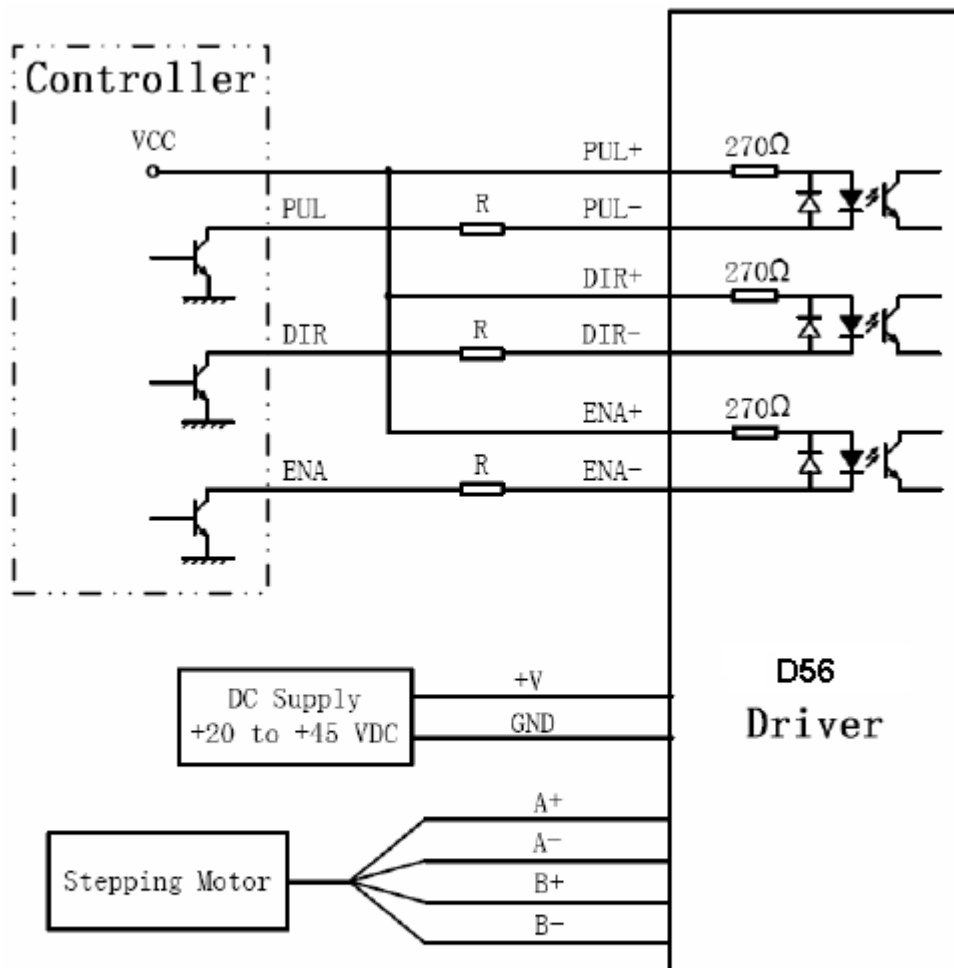 Controller
VCC
PUL+
270Ω
PUL
R
PUL-
DIR+
270Ω
DIR
R
DIR-
ENA+
270Ω
ENA
R
ENA-
DC Supply
+20 to +45 VDC
+V
GND
D56
Driver
Stepping Motor
A+
A-
B+
B-